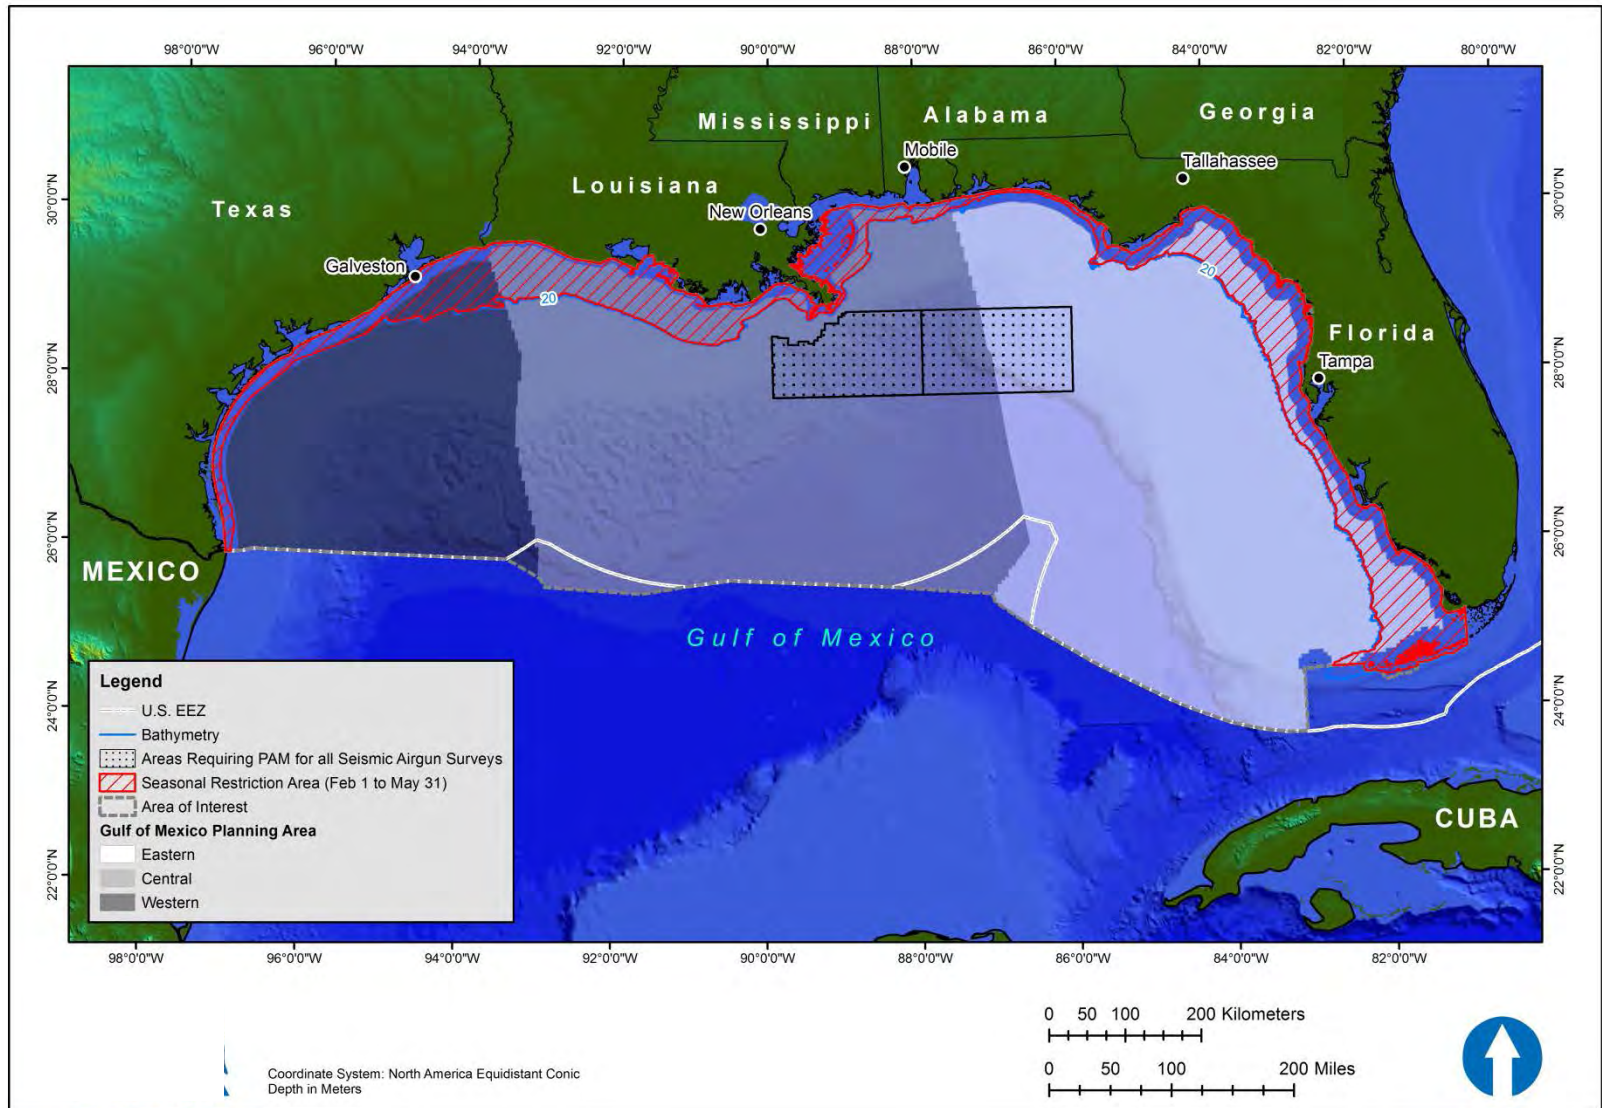 98°0'0"W 96°0'0"W 94°0'0"W 92°0'0"W 90°0'0"W 88°0'0"W 86°0'0"W 84°0'0"W 82°0'0"W 80°0'0"W
Georgia
Alabama
Mississippi
Mobile
Tallahassee
Louisiana
Texas
New Orleans
30°0'0"N
30°0'0"N
Galveston
20
20
Florida
Tampa
28°0'0"N
28°0'0"N
26°0'0"N
26°0'0"N
MEXICO
Gulf of Mexico
24°0'0"N
24°0'0"N
Legend
U.S. EEZ
Bathymetry
Areas Requiring PAM for all Seismic Airgun Surveys
Seasonal Restriction Area (Feb 1 to May 31)
Area of Interest
Gulf of Mexico Planning Area
Eastern
Central
Western
CUBA
22°0'0"N
22°0'0"N
98°0'0"W 96°0'0"W 94°0'0"W 92°0'0"W 90°0'0"W 88°0'0"W 86°0'0"W 84°0'0"W 82°0'0"W
0 50 100 200 Kilometers
0 50 100 200 Miles
Coordinate System: North America Equidistant Conic
Depth in Meters